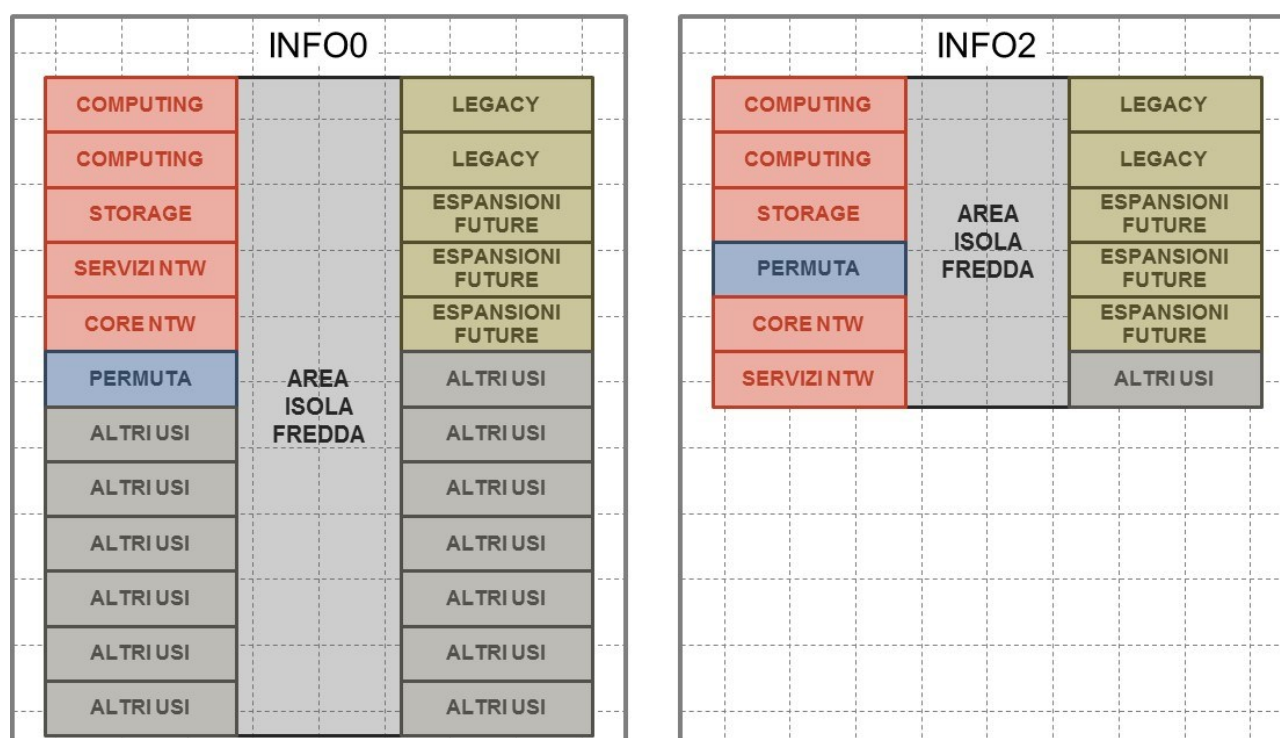 INFO0
COMPUTING
COMPUTING
STORAGE
SERVIZI NTW
CORE NTW
PERMUTA
ALTRI USI
ALTRI USI
ALTRI USI
ALTRI USI
ALTRI USI
ALTRI USI
AREA
ISOLA
FREDDA
LEGACY
LEGACY
ESPANSIONI
FUTURE
ESPANSIONI
FUTURE
ESPANSIONI
FUTURE
ALTRI USI
ALTRI USI
ALTRI USI
ALTRI USI
ALTRI USI
ALTRI USI
ALTRI USI
INFO2
COMPUTING
COMPUTING
STORAGE
PERMUTA
CORE NTW
SERVIZI NTW
AREA
ISOLA
FREDDA
LEGACY
LEGACY
ESPANSIONI
FUTURE
ESPANSIONI
FUTURE
ESPANSIONI
FUTURE
ALTRI USI